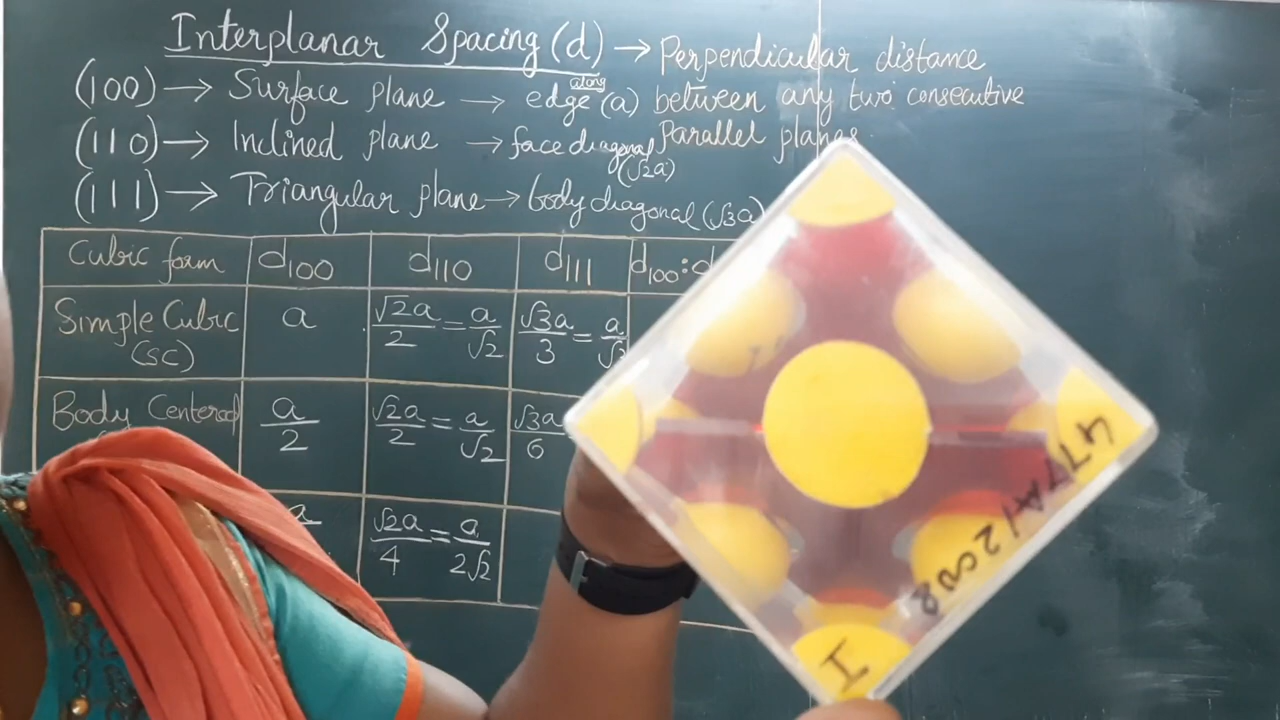 Interplanar Spacing (d) → Perpendicular distance
between any two consecutive
Parallel planes.
(100) → Surface plane → edge along (a)
(110) → Inclined plane → face diagonal (√2a)
(111) → Triangular plane → body diagonal (√3a)
Cubic form d100 d110 d111 d100:d
Simple Cubic (SC) a √2a/2 = a/√2 √3a/3 = a/√3
Body Centered a/2 √2a/2 = a/√2 √3a/6
√2a/4 = a/2√2
477A/2008
I